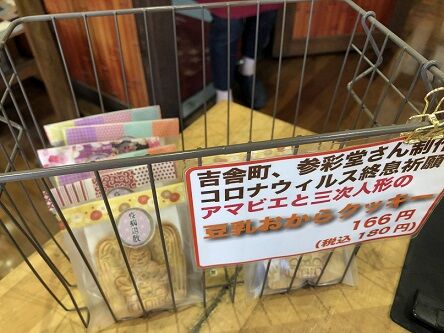 吉舎町、参彩堂さん制作
コロナウィルス終息祈願
アマビエと三次人形の
豆乳おからクッキー
166円
(税込 180円)
疫病退散